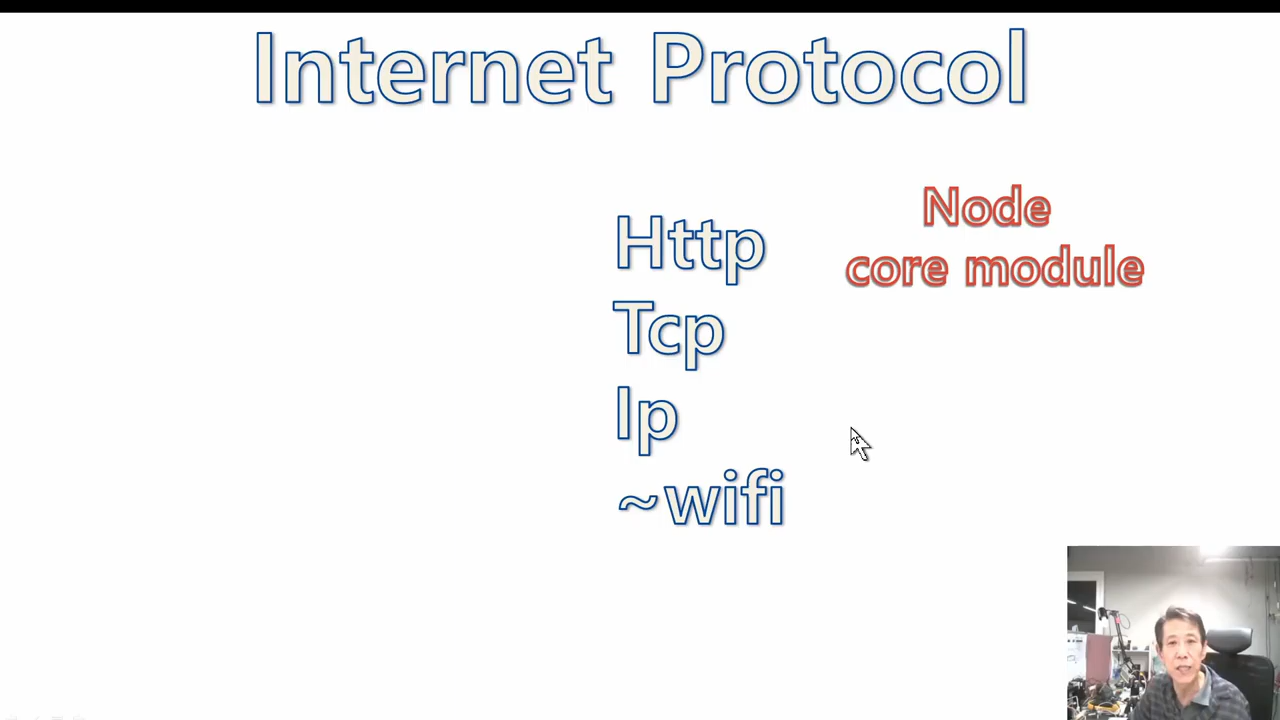 Internet Protocol
Node
core module
Http
Tcp
Ip
~wifi